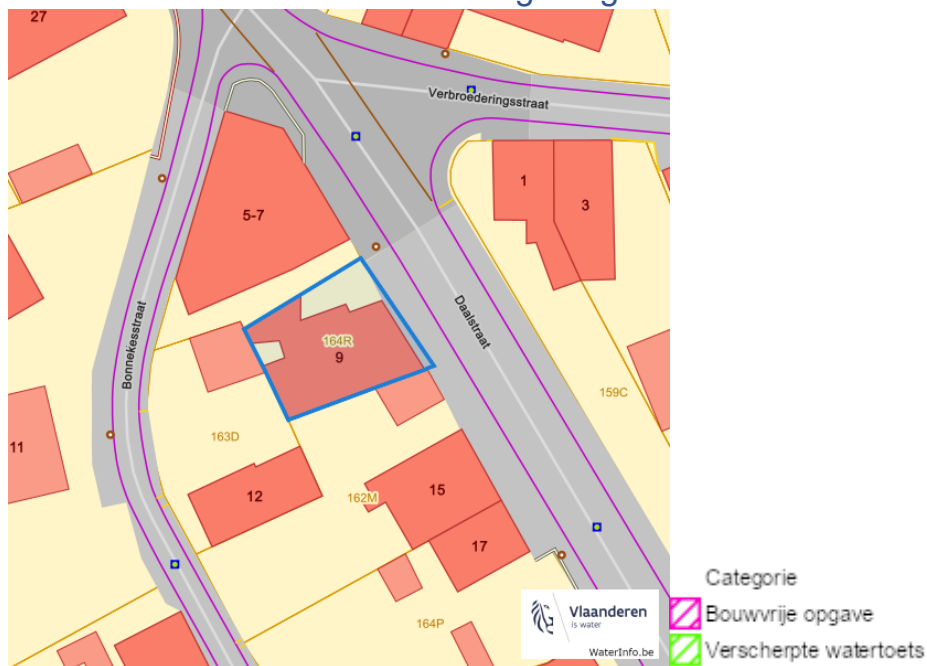 27
Verbroederingsstraat
1
3
5-7
Daalstraat
Bonnekesstraat
164R
9
159C
11
163D
12
162M
15
17
164P
Vlaanderen
is water
WaterInfo.be
Categorie
Bouwvrije opgave
Verscherpte watertoets